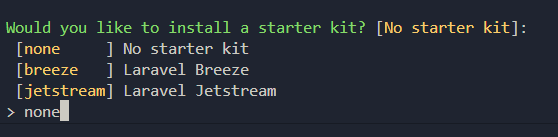 Would you like to install a starter kit? [No starter kit]:
[none     ] No starter kit
[breeze   ] Laravel Breeze
[jetstream] Laravel Jetstream
> none